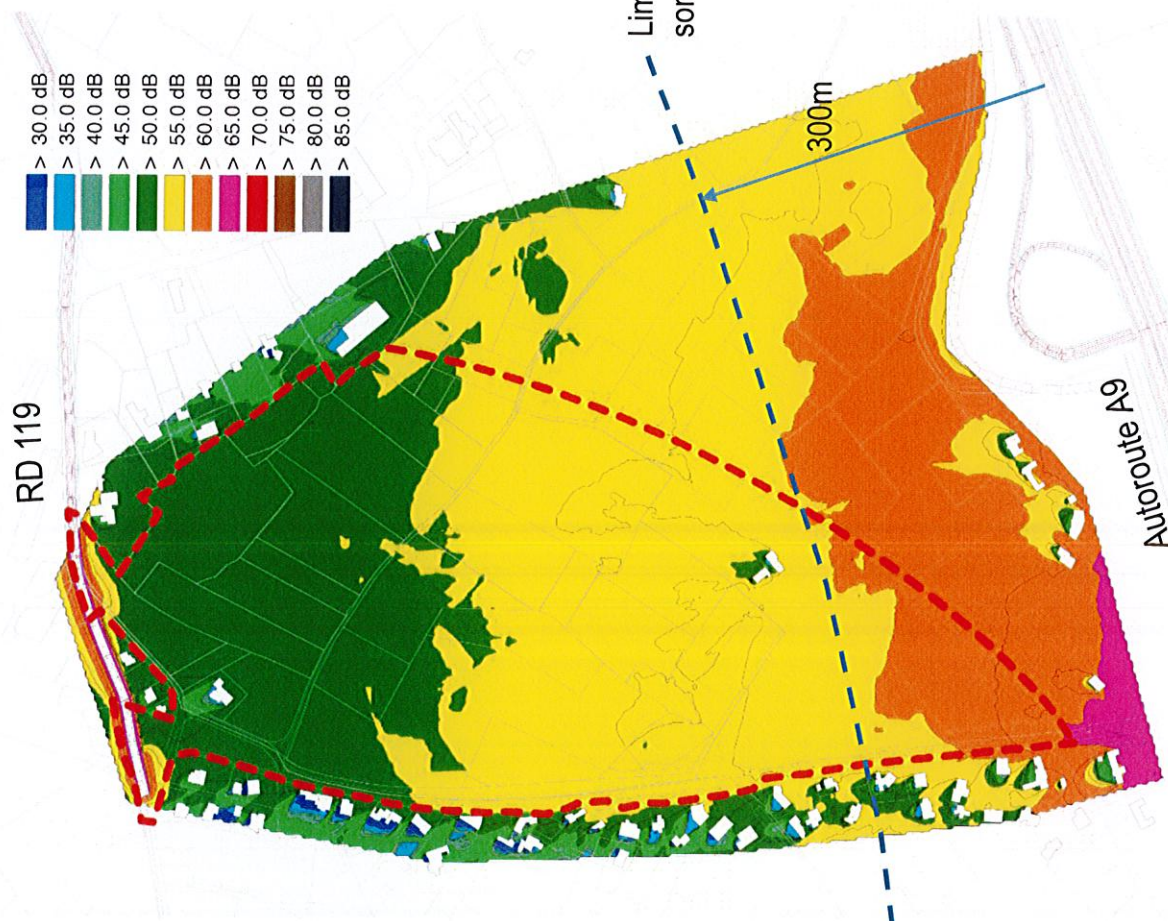 RD 119
> 30.0 dB
> 35.0 dB
> 40.0 dB
> 45.0 dB
> 50.0 dB
> 55.0 dB
> 60.0 dB
> 65.0 dB
> 70.0 dB
> 75.0 dB
> 80.0 dB
> 85.0 dB
Lim
sor
300m
Autoroute A9